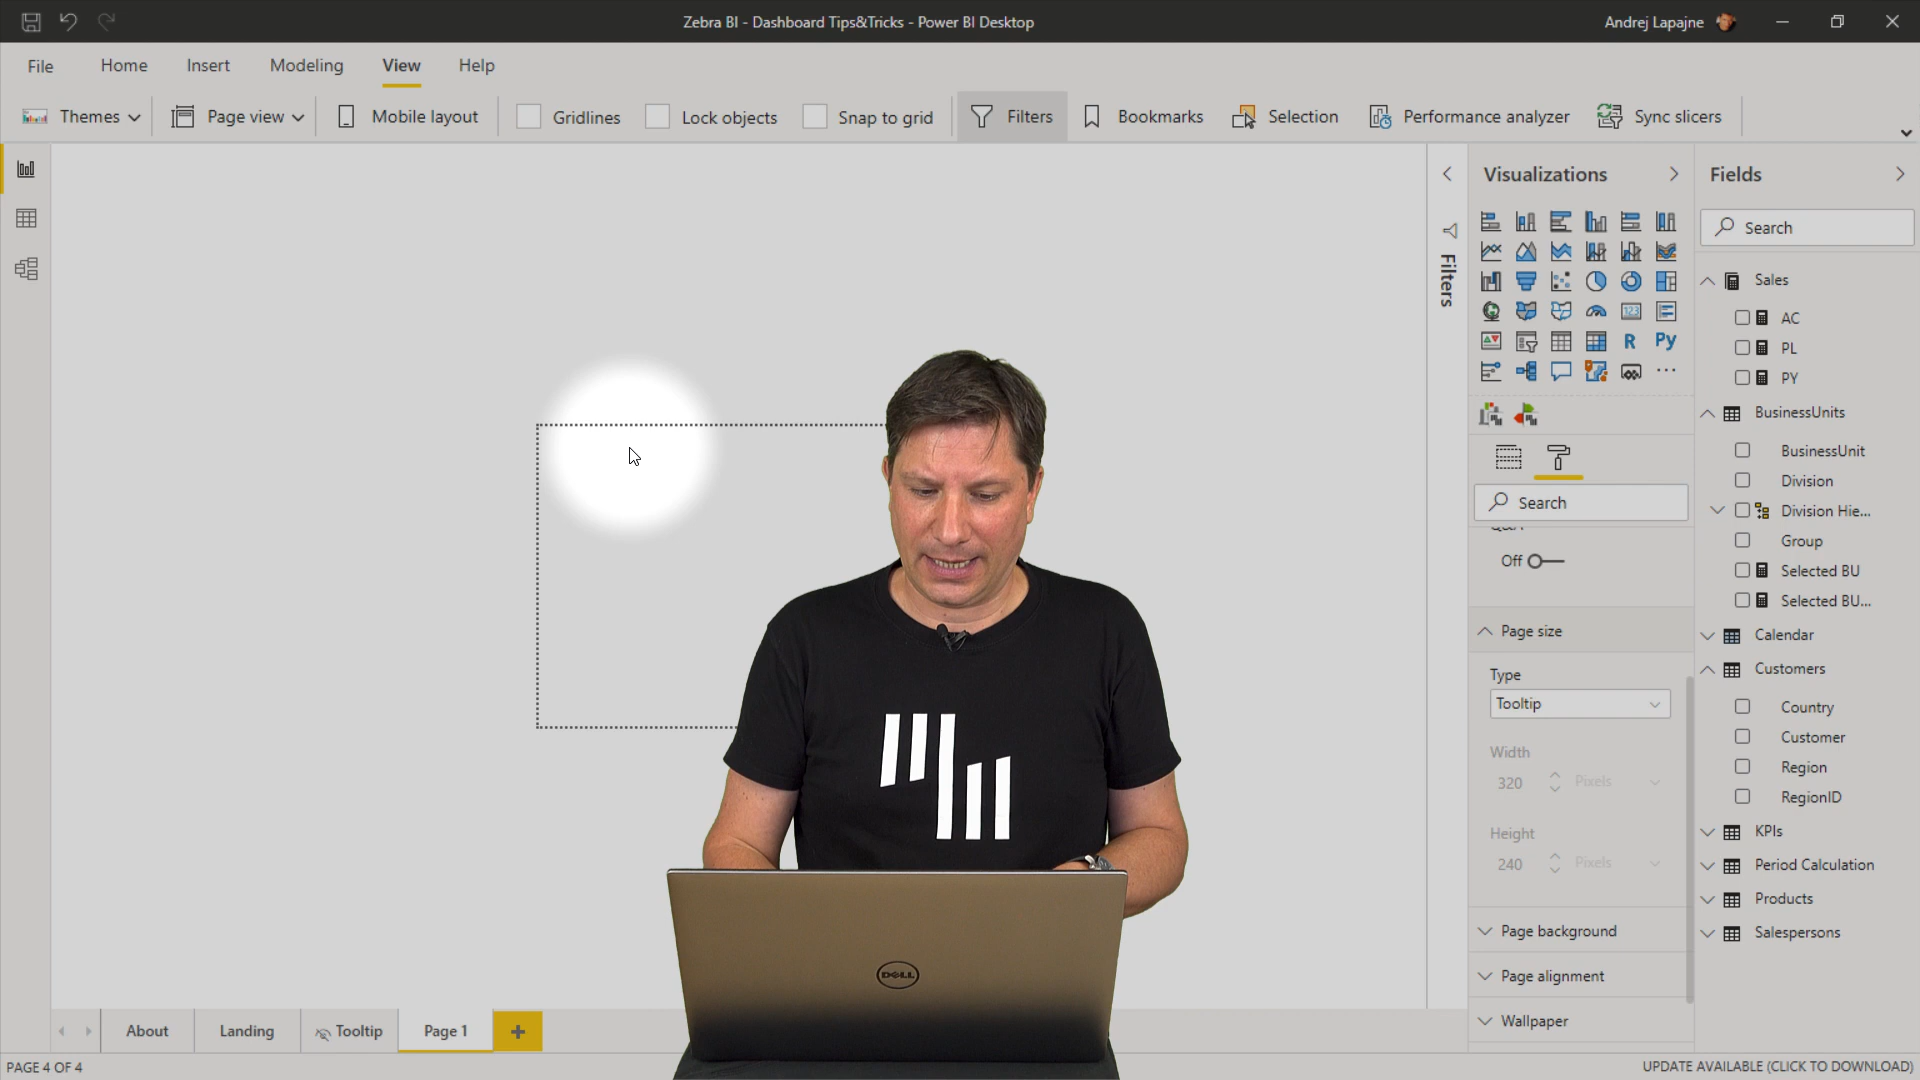 Zebra BI - Dashboard Tips&Tricks - Power BI Desktop
Andrej Lapajne
File
Home
Insert
Modeling
View
Help
Themes
Page view
Mobile layout
Gridlines
Lock objects
Snap to grid
Filters
Bookmarks
Selection
Performance analyzer
Sync slicers
Filters
Visualizations
123
R
Py
Search
Off
Page size
Type
Tooltip
Width
320
Pixels
Height
240
Pixels
Page background
Page alignment
Wallpaper
Fields
Search
Sales
AC
PL
PY
BusinessUnits
BusinessUnit
Division
Division Hie...
Group
Selected BU
Selected BU...
Calendar
Customers
Country
Customer
Region
RegionID
KPIs
Period Calculation
Products
Salespersons
DELL
About
Landing
Tooltip
Page 1
PAGE 4 OF 4
UPDATE AVAILABLE (CLICK TO DOWNLOAD)